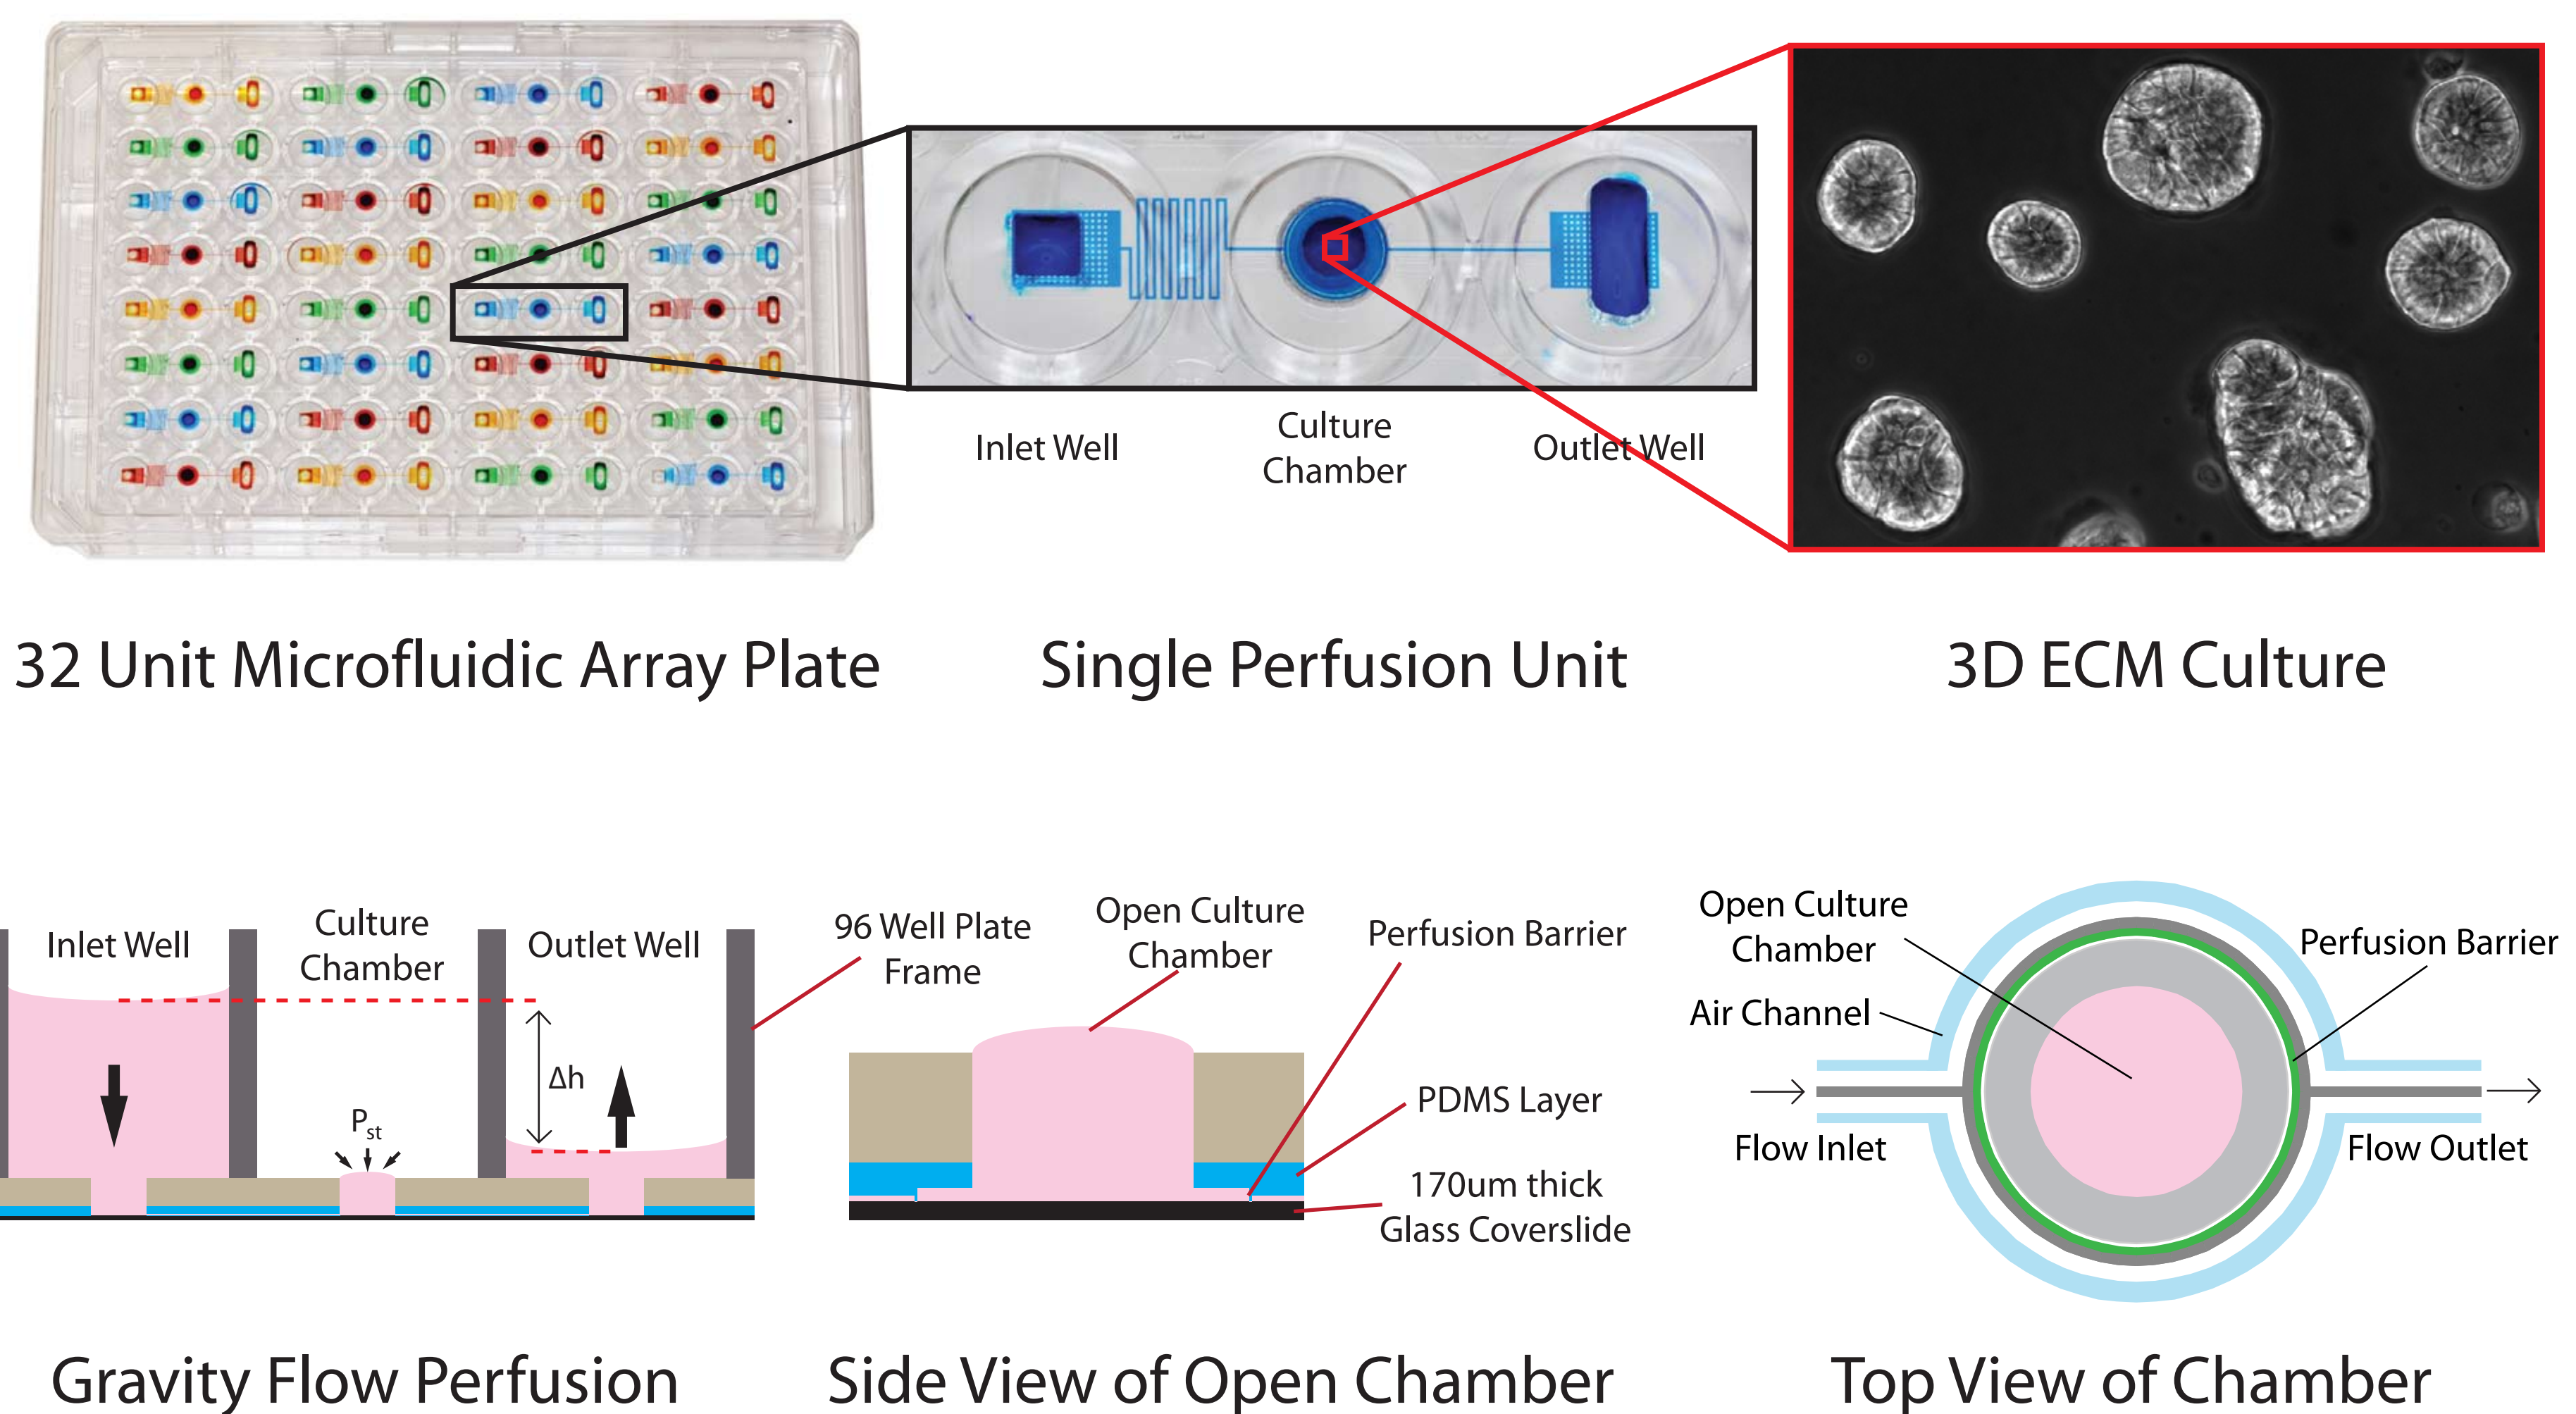 Inlet Well
Culture
Chamber
Outlet Well
32 Unit Microfluidic Array Plate
Single Perfusion Unit
3D ECM Culture
Inlet Well
Culture
Chamber
Outlet Well
Δh
Pst
96 Well Plate
Frame
Open Culture
Chamber
Perfusion Barrier
PDMS Layer
170um thick
Glass Coverslide
Open Culture
Chamber
Perfusion Barrier
Air Channel
Flow Inlet
Flow Outlet
Gravity Flow Perfusion
Side View of Open Chamber
Top View of Chamber